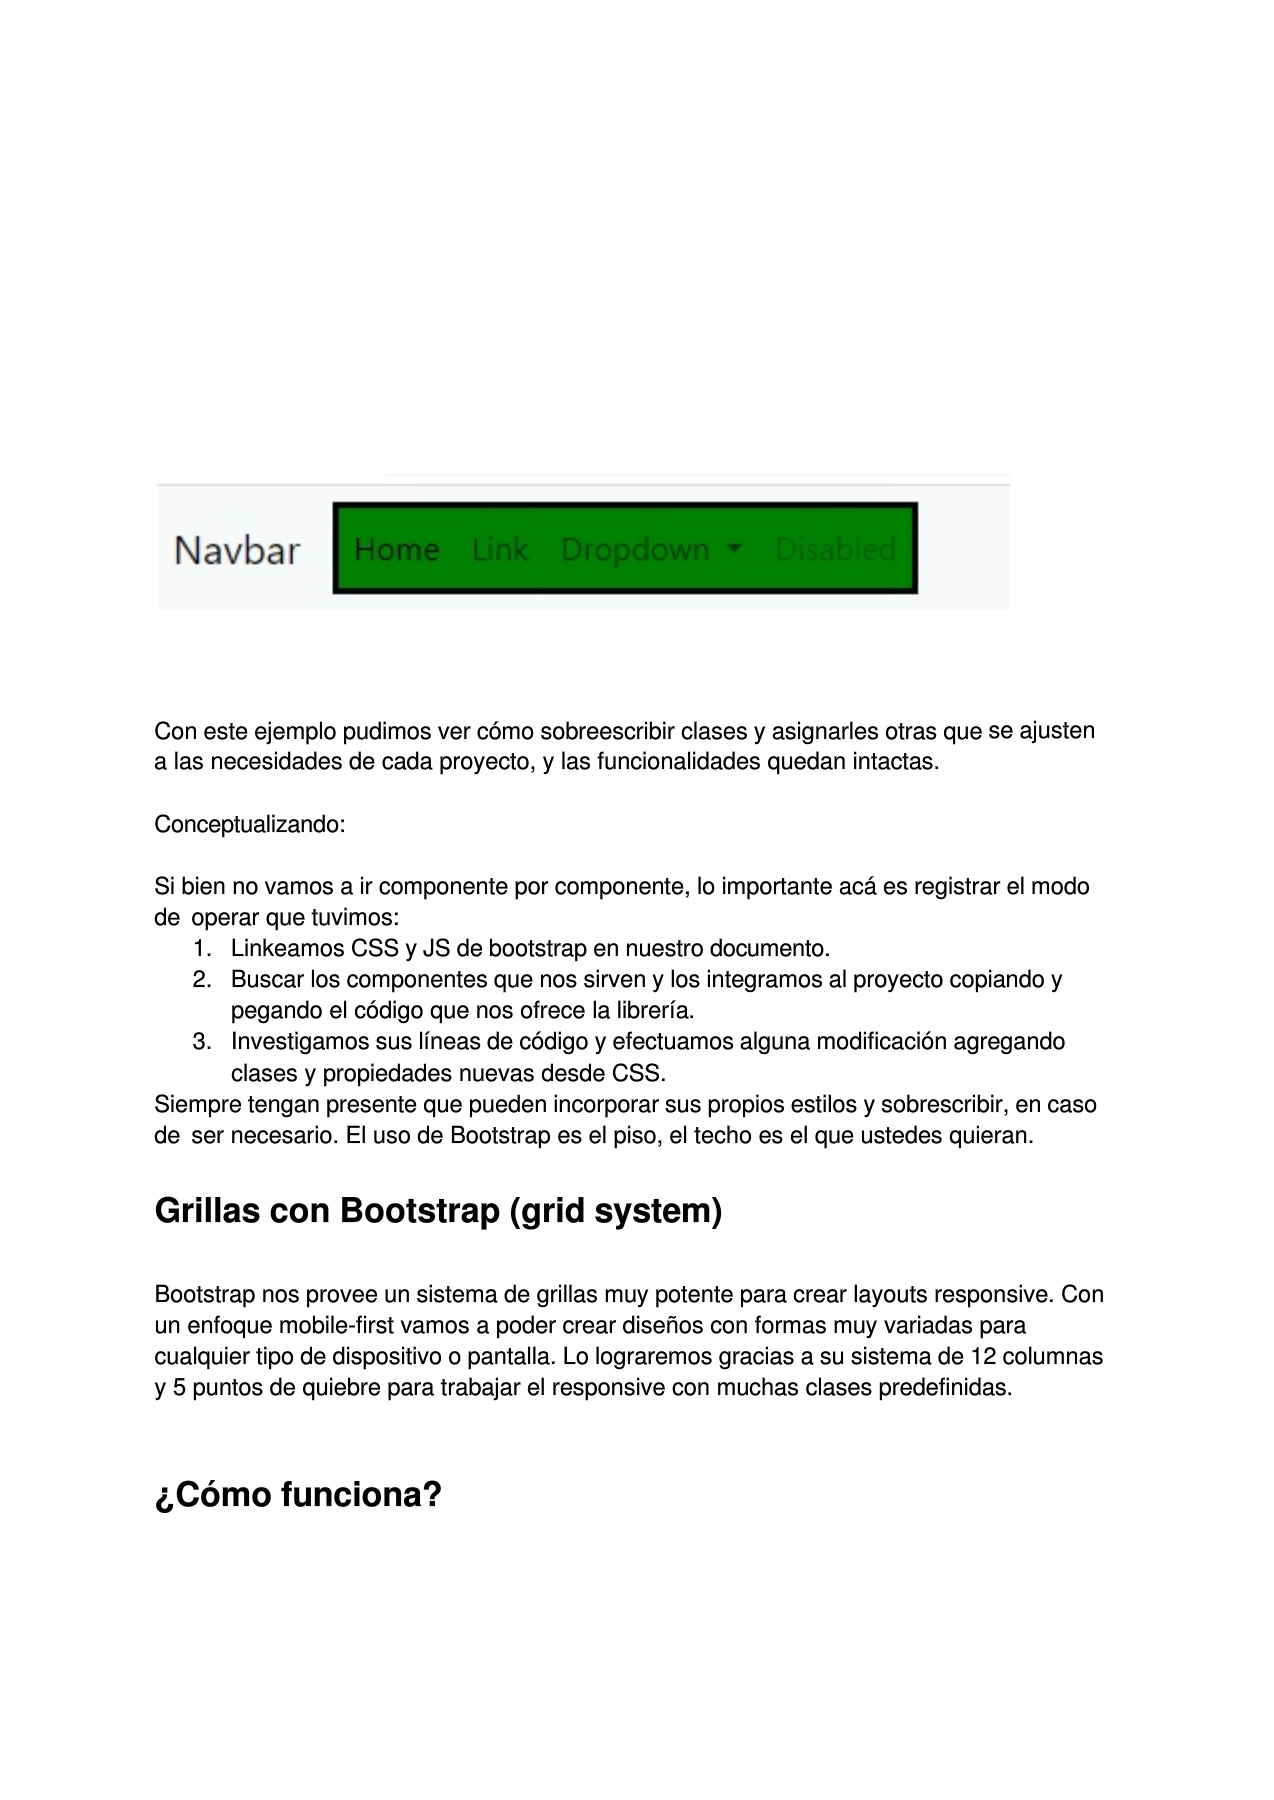 Navbar Home Link Dropdown Disabled
Con este ejemplo pudimos ver cómo sobreescribir clases y asignarles otras que se ajusten
a las necesidades de cada proyecto, y las funcionalidades quedan intactas.
Conceptualizando:
Si bien no vamos a ir componente por componente, lo importante acá es registrar el modo
de operar que tuvimos:
1. Linkeamos CSS y JS de bootstrap en nuestro documento.
2. Buscar los componentes que nos sirven y los integramos al proyecto copiando y
pegando el código que nos ofrece la librería.
3. Investigamos sus líneas de código y efectuamos alguna modificación agregando
clases y propiedades nuevas desde CSS.
Siempre tengan presente que pueden incorporar sus propios estilos y sobrescribir, en caso
de ser necesario. El uso de Bootstrap es el piso, el techo es el que ustedes quieran.
Grillas con Bootstrap (grid system)
Bootstrap nos provee un sistema de grillas muy potente para crear layouts responsive. Con
un enfoque mobile-first vamos a poder crear diseños con formas muy variadas para
cualquier tipo de dispositivo o pantalla. Lo lograremos gracias a su sistema de 12 columnas
y 5 puntos de quiebre para trabajar el responsive con muchas clases predefinidas.
¿Cómo funciona?